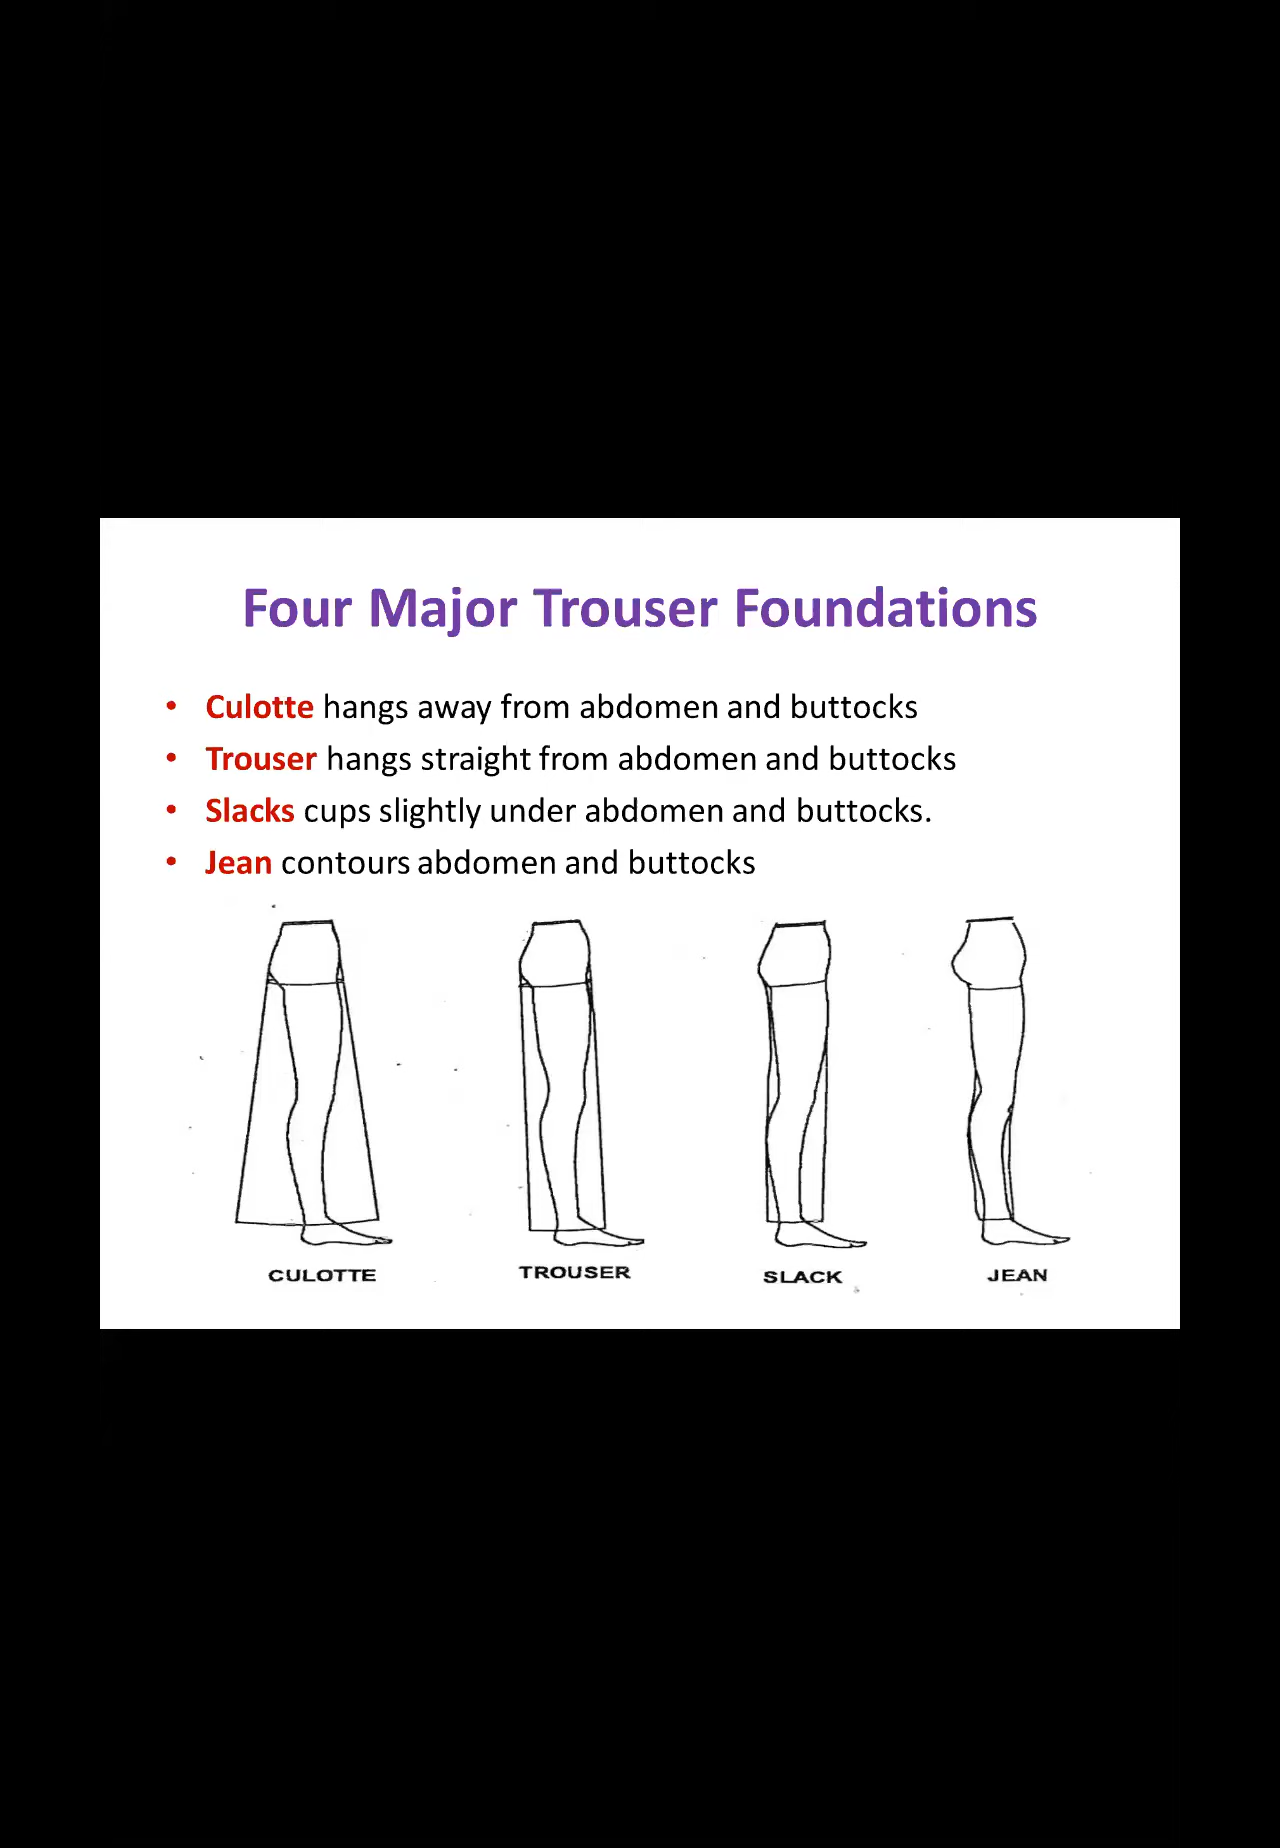 Four Major Trouser Foundations
• Culotte hangs away from abdomen and buttocks
• Trouser hangs straight from abdomen and buttocks
• Slacks cups slightly under abdomen and buttocks.
• Jean contours abdomen and buttocks
CULOTTE TROUSER SLACK JEAN